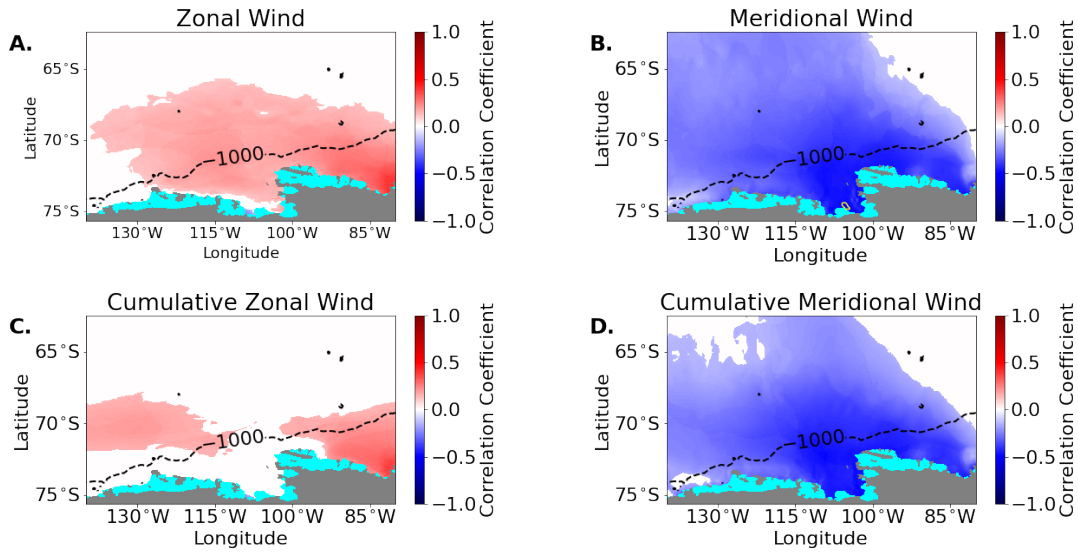 A.
Zonal Wind
65°S
70°S
75°S
Latitude
−1000
130°W 115°W 100°W 85°W
Longitude
1.0
0.5
0.0
−0.5
−1.0
Correlation Coefficient
B.
Meridional Wind
65°S
70°S
75°S
Latitude
−1000
130°W 115°W 100°W 85°W
Longitude
1.0
0.5
0.0
−0.5
−1.0
Correlation Coefficient
C.
Cumulative Zonal Wind
65°S
70°S
75°S
Latitude
−1000
130°W 115°W 100°W 85°W
Longitude
1.0
0.5
0.0
−0.5
−1.0
Correlation Coefficient
D.
Cumulative Meridional Wind
65°S
70°S
75°S
Latitude
−1000
130°W 115°W 100°W 85°W
Longitude
1.0
0.5
0.0
−0.5
−1.0
Correlation Coefficient